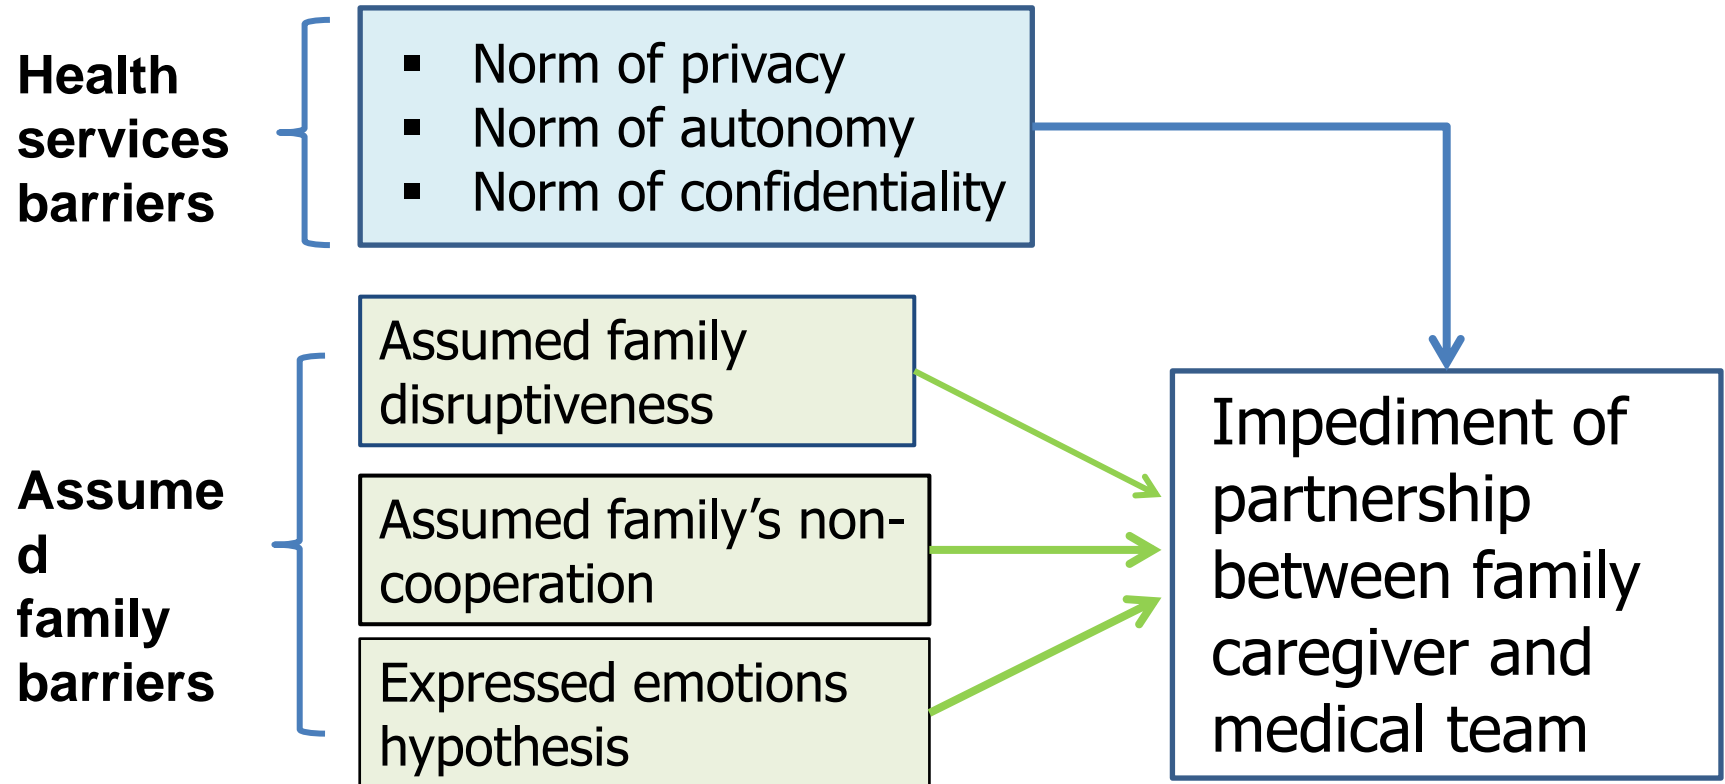 Health
services
barriers
▪ Norm of privacy
▪ Norm of autonomy
▪ Norm of confidentiality
Assume
d
family
barriers
Assumed family
disruptiveness
Assumed family’s non-
cooperation
Expressed emotions
hypothesis
Impediment of
partnership
between family
caregiver and
medical team